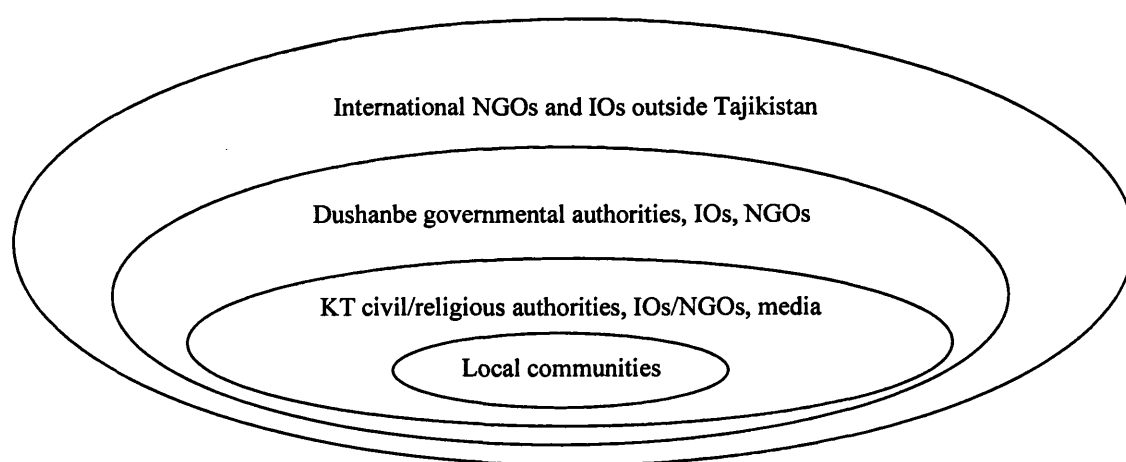 International NGOs and IOs outside Tajikistan
Dushanbe governmental authorities, IOs, NGOs
KT civil/religious authorities, IOs/NGOs, media
Local communities